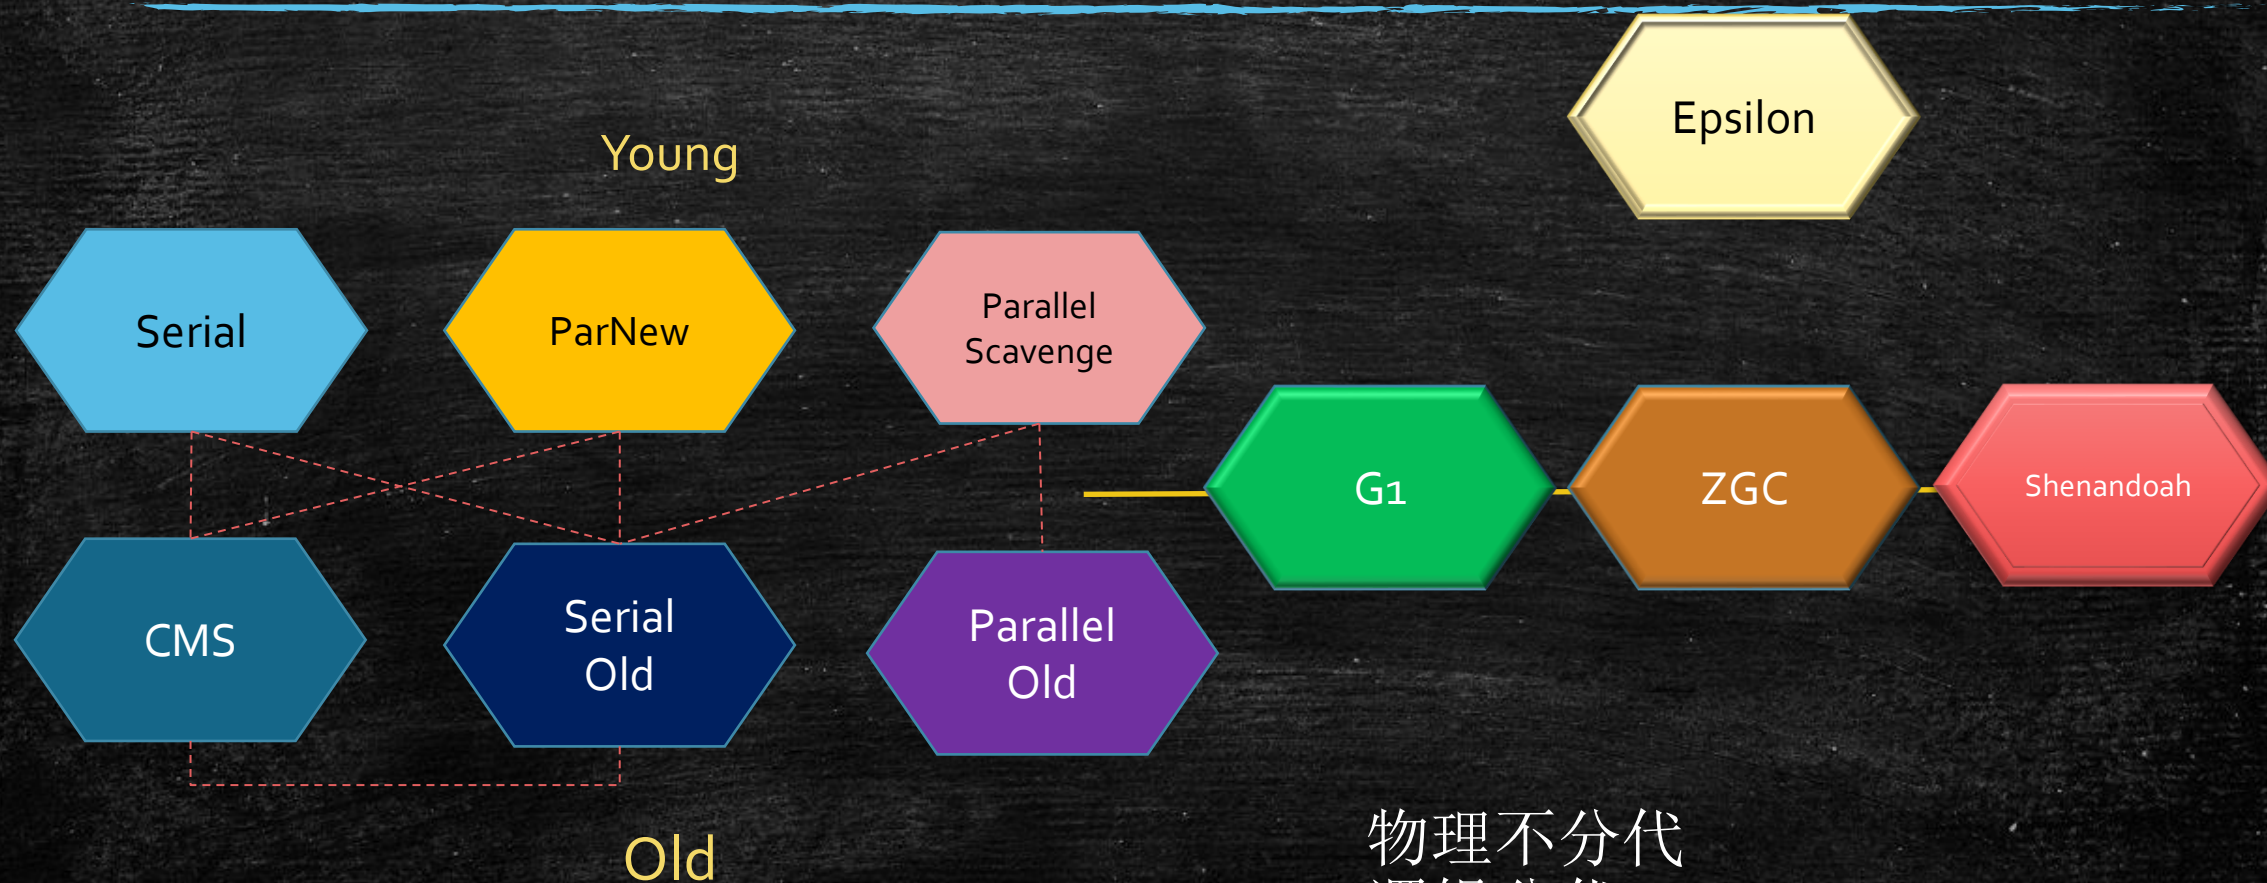 Epsilon
Young
Serial
ParNew
Parallel
Scavenge
G1
ZGC
Shenandoah
CMS
Serial
Old
Parallel
Old
Old
物理不分代